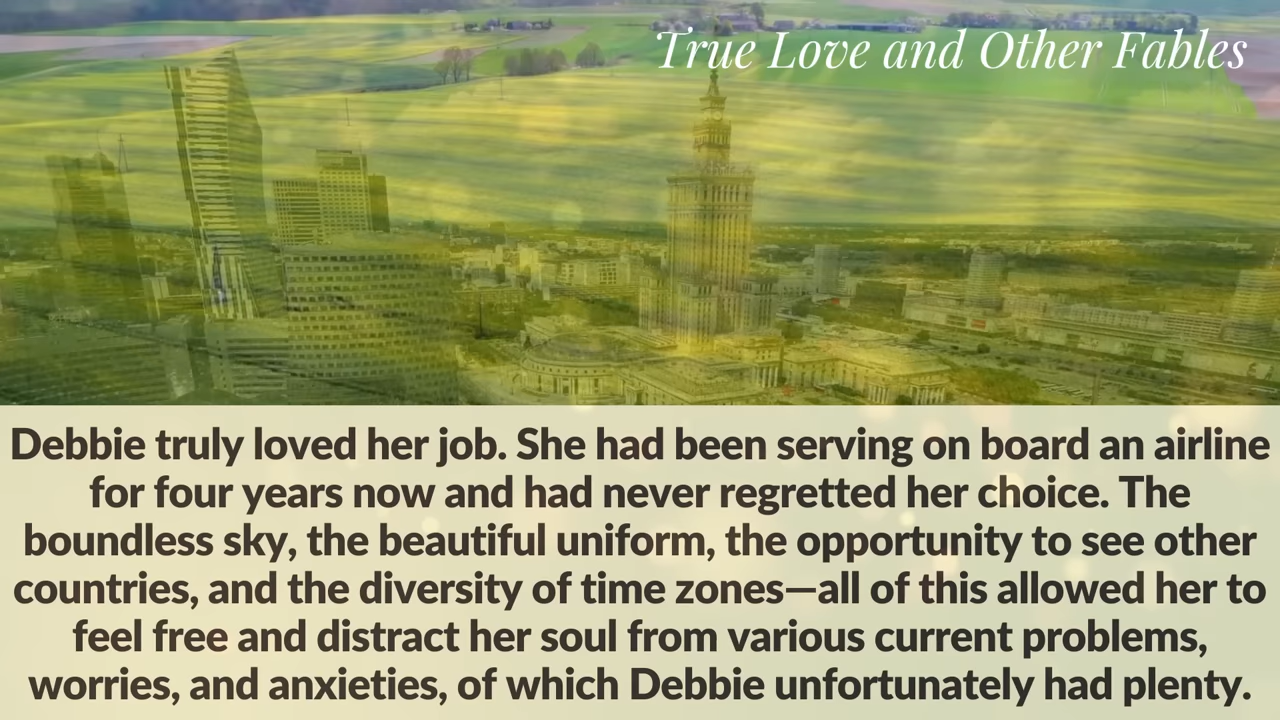 True Love and Other Fables
Debbie truly loved her job. She had been serving on board an airline
for four years now and had never regretted her choice. The
boundless sky, the beautiful uniform, the opportunity to see other
countries, and the diversity of time zones—all of this allowed her to
feel free and distract her soul from various current problems,
worries, and anxieties, of which Debbie unfortunately had plenty.